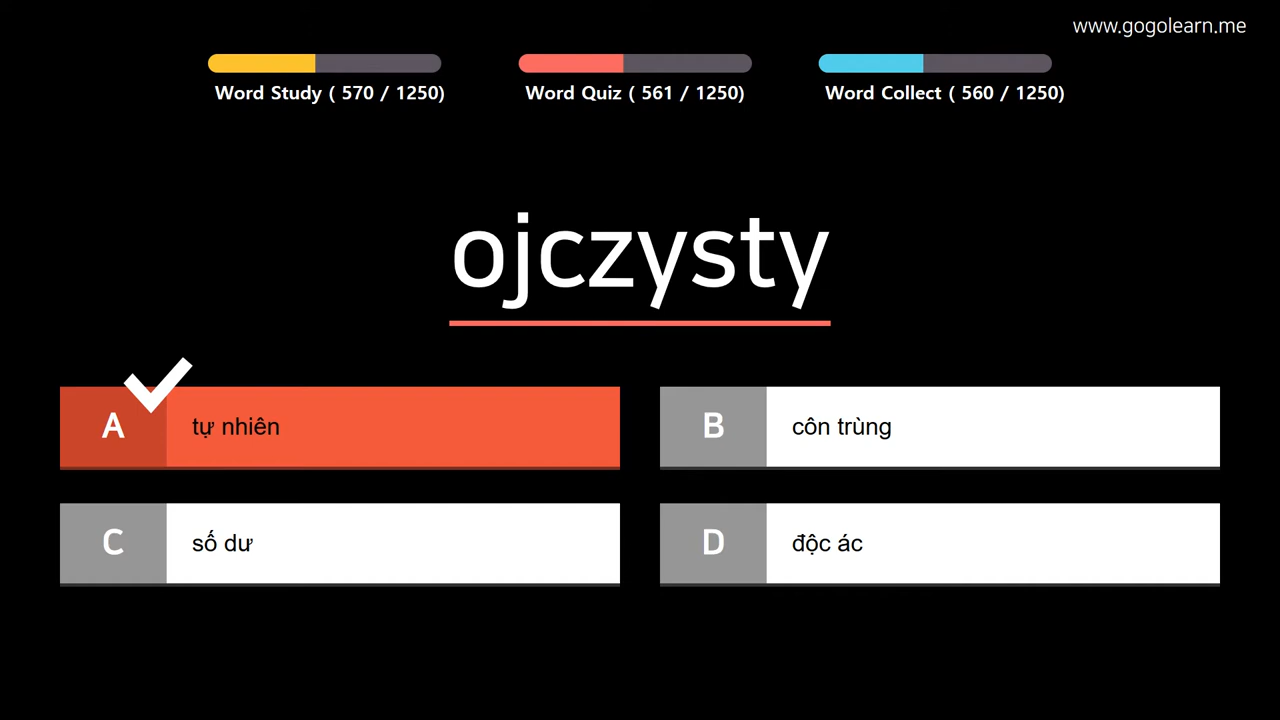 www.gogolearn.me
Word Study ( 570 / 1250)
Word Quiz ( 561 / 1250)
Word Collect ( 560 / 1250)
ojczysty
A tự nhiên
B côn trùng
C số dư
D độc ác